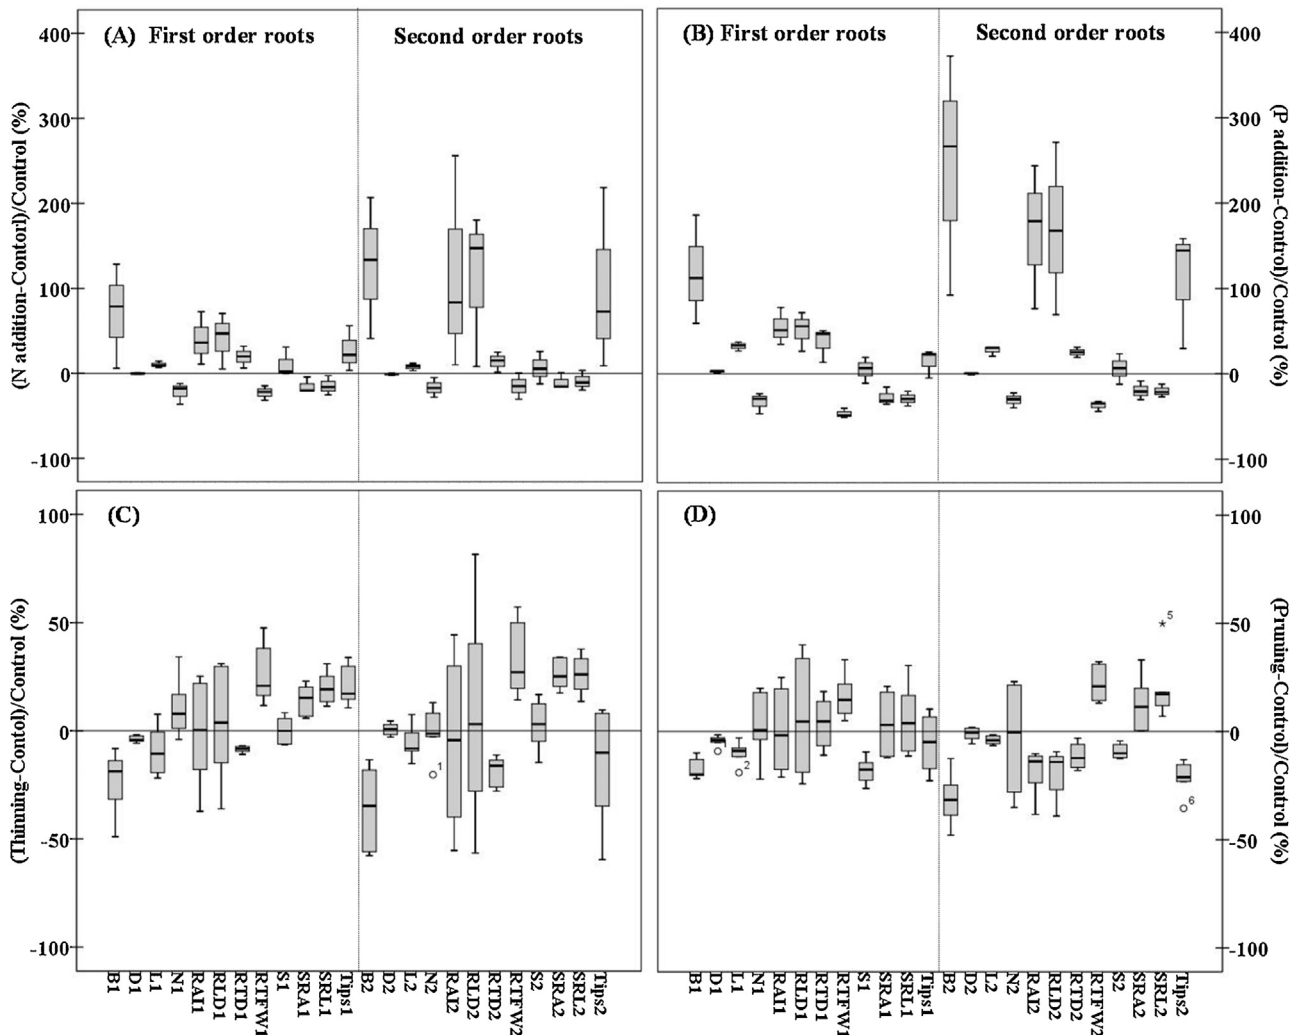 (A) First order roots
Second order roots
(B) First order roots
Second order roots
(N addition-Contorl)/Control (%)
400
300
200
100
0
-100
400
300
200
100
0
-100
(P addition-Control)/Control (%)
(C)
(D)
(Thinning-Contol)/Control (%)
100
50
0
-50
-100
1
2
5
6
100
50
0
-50
-100
(Pruning-Control)/Control (%)
B1
D1
L1
N1
RAI1
RLD1
RTD1
RTFW1
S1
SRA1
SRL1
Tips1
B2
D2
L2
N2
RAI2
RLD2
RTD2
RTFW2
S2
SRA2
SRL2
Tips2
B1
D1
L1
N1
RAI1
RLD1
RTD1
RTFW1
S1
SRA1
SRL1
Tips1
B2
D2
L2
N2
RAI2
RLD2
RTD2
RTFW2
S2
SRA2
SRL2
Tips2